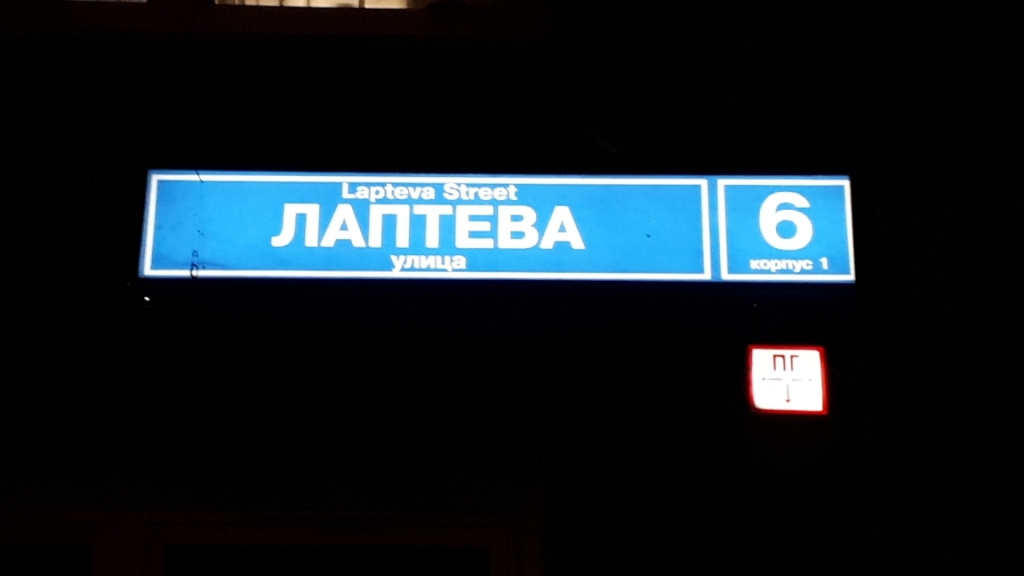 Lapteva Street
ЛАПТЕВА
улица
6
корпус 1
ПГ